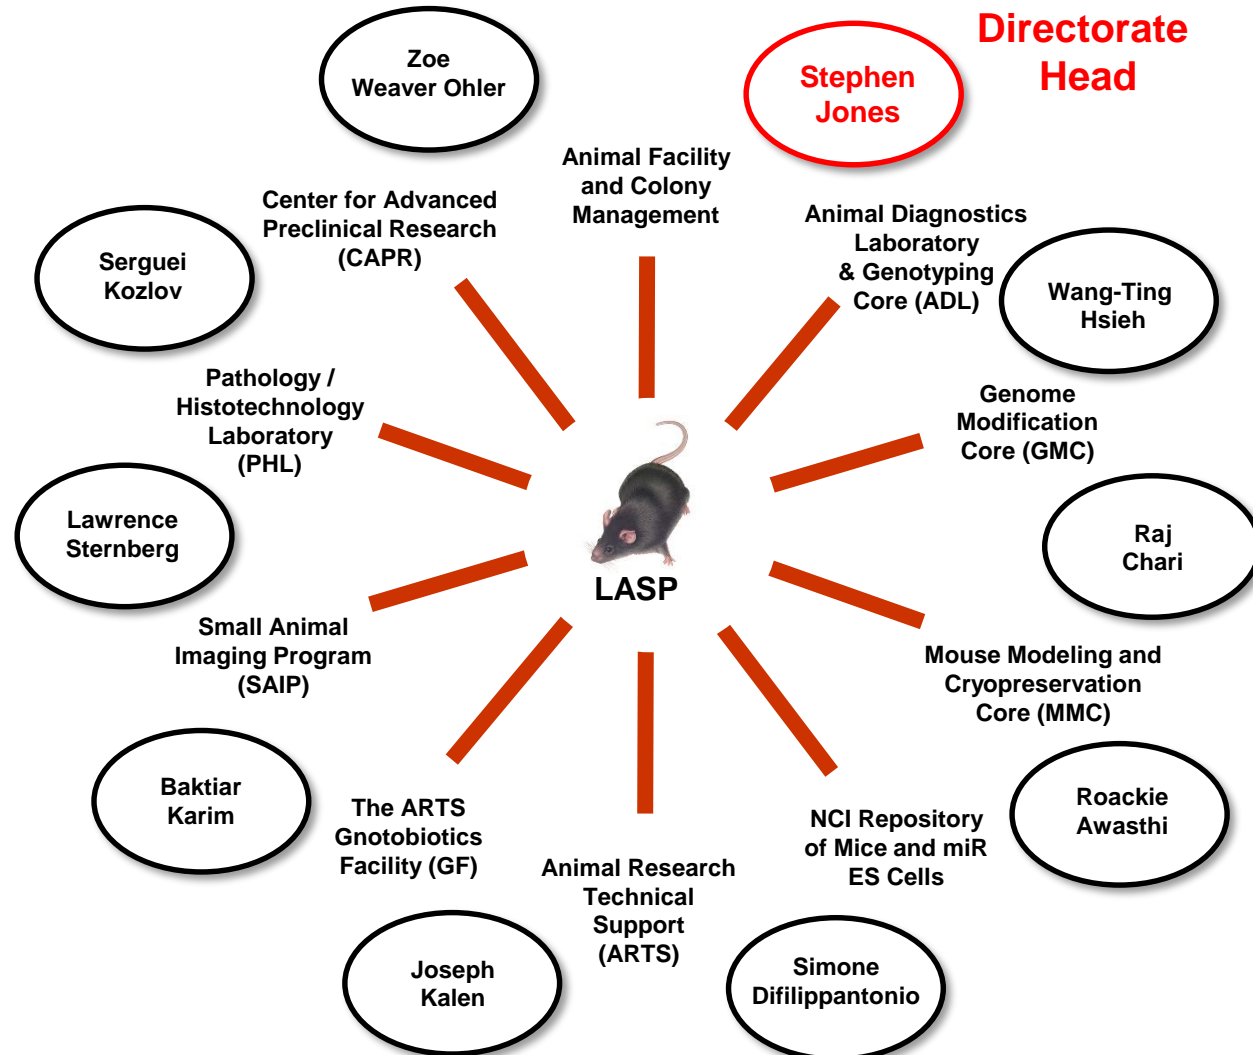 Directorate
Head
Zoe
Weaver Ohler
Stephen
Jones
Animal Facility
and Colony
Management
Center for Advanced
Preclinical Research
(CAPR)
Animal Diagnostics
Laboratory
& Genotyping
Core (ADL)
Serguei
Kozlov
Wang-Ting
Hsieh
Pathology /
Histotechnology
Laboratory
(PHL)
Genome
Modification
Core (GMC)
Lawrence
Sternberg
Raj
Chari
LASP
Small Animal
Imaging Program
(SAIP)
Mouse Modeling and
Cryopreservation
Core (MMC)
Baktiar
Karim
Roackie
Awasthi
The ARTS
Gnotobiotics
Facility (GF)
NCI Repository
of Mice and miR
ES Cells
Animal Research
Technical
Support
(ARTS)
Joseph
Kalen
Simone
Difilippantonio